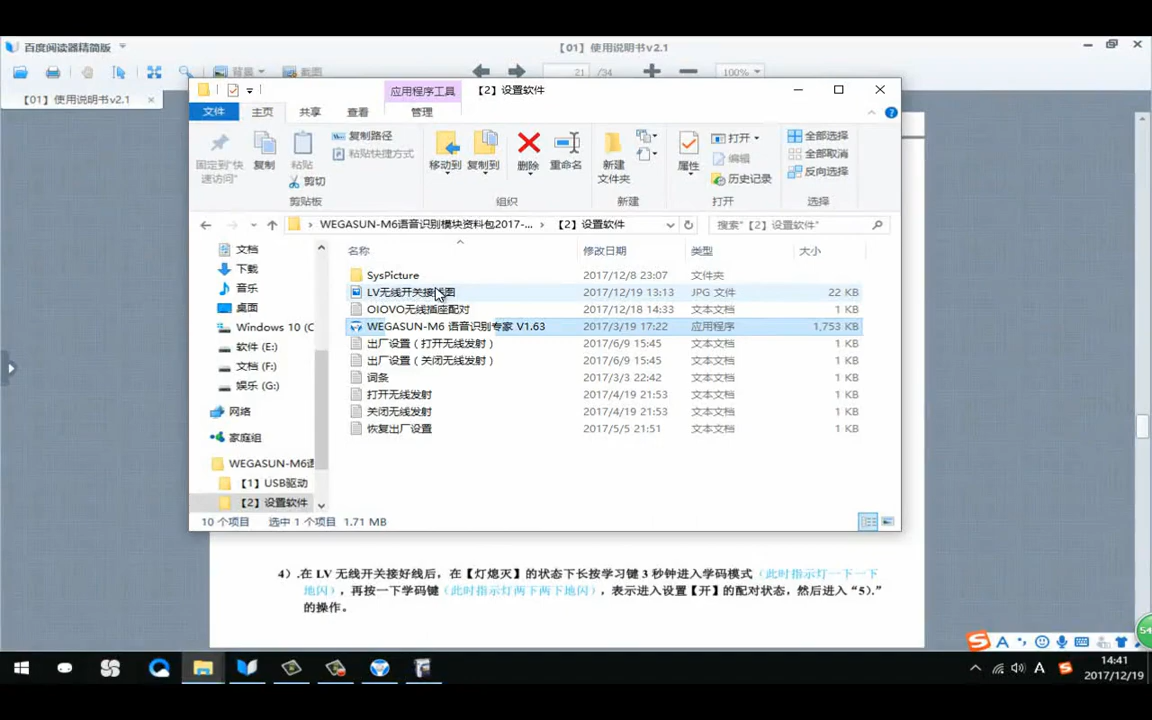 百度阅读器精简版
【01】使用说明书v2.1
背景
截图
21 /34
100%
【01】使用说明书v2.1 ×
应用程序工具
【2】设置软件
文件 主页 共享 查看 管理
固定到"快速访问"
复制
粘贴
复制路径
粘贴快捷方式
剪切
剪贴板
移动到
复制到
删除
重命名
组织
新建
文件夹
新建
属性
打开
编辑
历史记录
打开
全部选择
全部取消
反向选择
选择
WEGASUN-M6语音识别模块资料包2017-... 【2】设置软件
搜索"【2】设置软件"
文档
下载
音乐
桌面
Windows 10 (C
软件 (E:)
文档 (F:)
娱乐 (G:)
网络
家庭组
WEGASUN-M6语
【1】USB驱动
【2】设置软件
名称 修改日期 类型 大小
SysPicture 2017/12/8 23:07 文件夹
LV无线开关接线图 2017/12/19 13:13 JPG 文件 22 KB
OIOVO无线插座配对 2017/12/18 14:33 文本文档 1 KB
WEGASUN-M6 语音识别专家 V1.63 2017/3/19 17:22 应用程序 1,753 KB
出厂设置（打开无线发射） 2017/6/9 15:45 文本文档 1 KB
出厂设置（关闭无线发射） 2017/6/9 15:45 文本文档 1 KB
词条 2017/3/3 22:42 文本文档 1 KB
打开无线发射 2017/4/19 21:53 文本文档 1 KB
关闭无线发射 2017/4/19 21:53 文本文档 1 KB
恢复出厂设置 2017/5/5 21:51 文本文档 1 KB
10 个项目 选中 1 个项目 1.71 MB
4）.在 LV 无线开关接好线后，在【灯熄灭】的状态下长按学习键 3 秒钟进入学码模式（此时指示灯一下一下
地闪），再按一下学码键（此时指示灯两下两下地闪），表示进入设置【开】的配对状态，然后进入"5）."
的操作。
54
A
A
14:41
2017/12/19